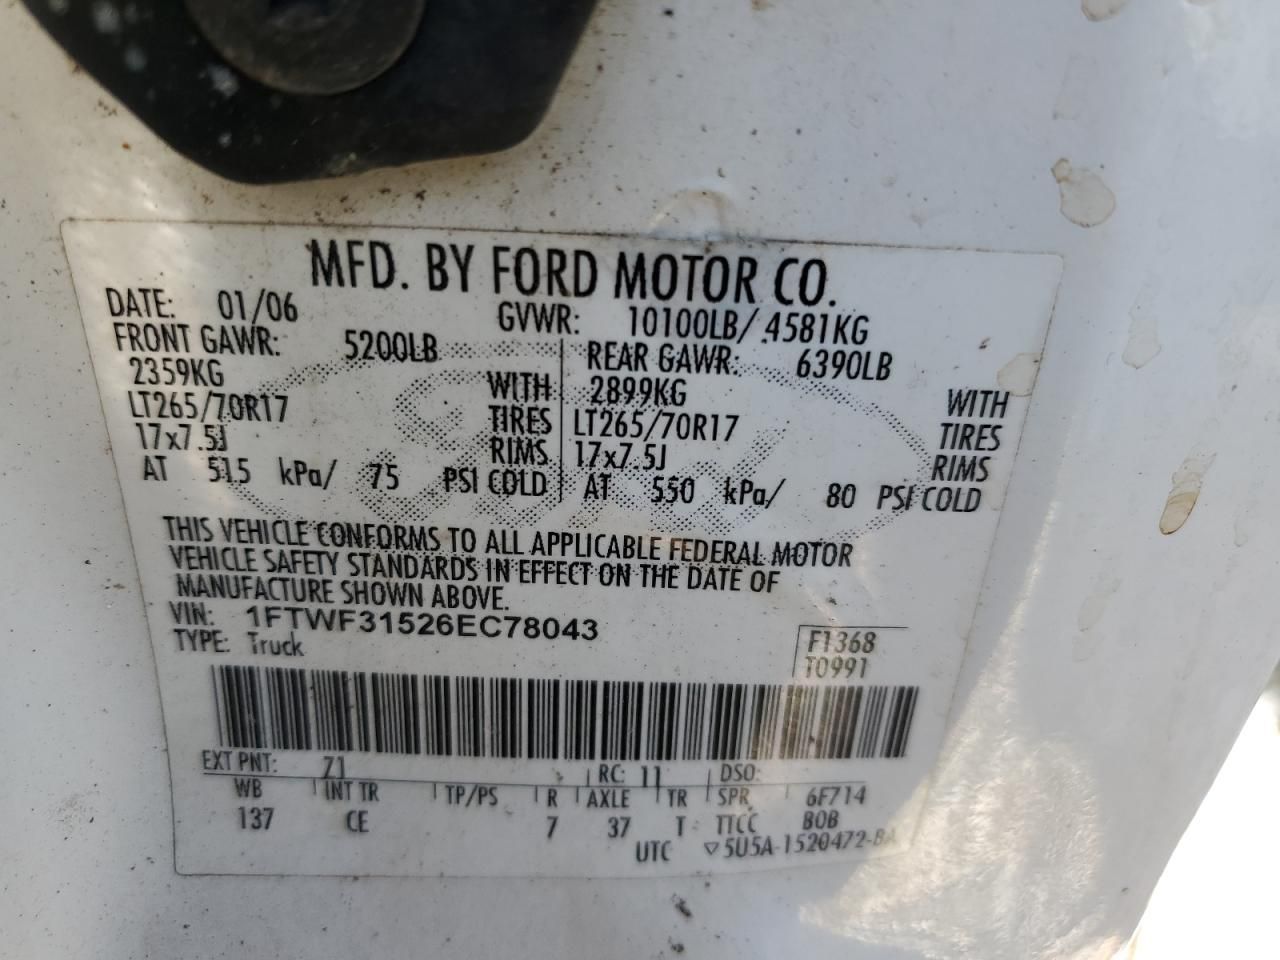 MFD. BY FORD MOTOR CO.
DATE: 01/06 GVWR: 10100LB/ 4581KG
FRONT GAWR: 5200LB REAR GAWR: 6390LB
2359KG WITH 2899KG WITH
LT265/70R17 TIRES LT265/70R17 TIRES
17x7.5J RIMS 17x7.5J RIMS
AT 515 kPa/ 75 PSI COLD AT 550 kPa/ 80 PSI COLD
THIS VEHICLE CONFORMS TO ALL APPLICABLE FEDERAL MOTOR
VEHICLE SAFETY STANDARDS IN EFFECT ON THE DATE OF
MANUFACTURE SHOWN ABOVE.
VIN: 1FTWF31526EC78043
TYPE: Truck F1368
T0991
EXT PNT: Z1 RC: 11 DSO:
WB INT TR TP/PS R AXLE TR SPR 6F714
137 CE 7 37 T TTCC BOB
UTC ▽5U5A-1520472-BA